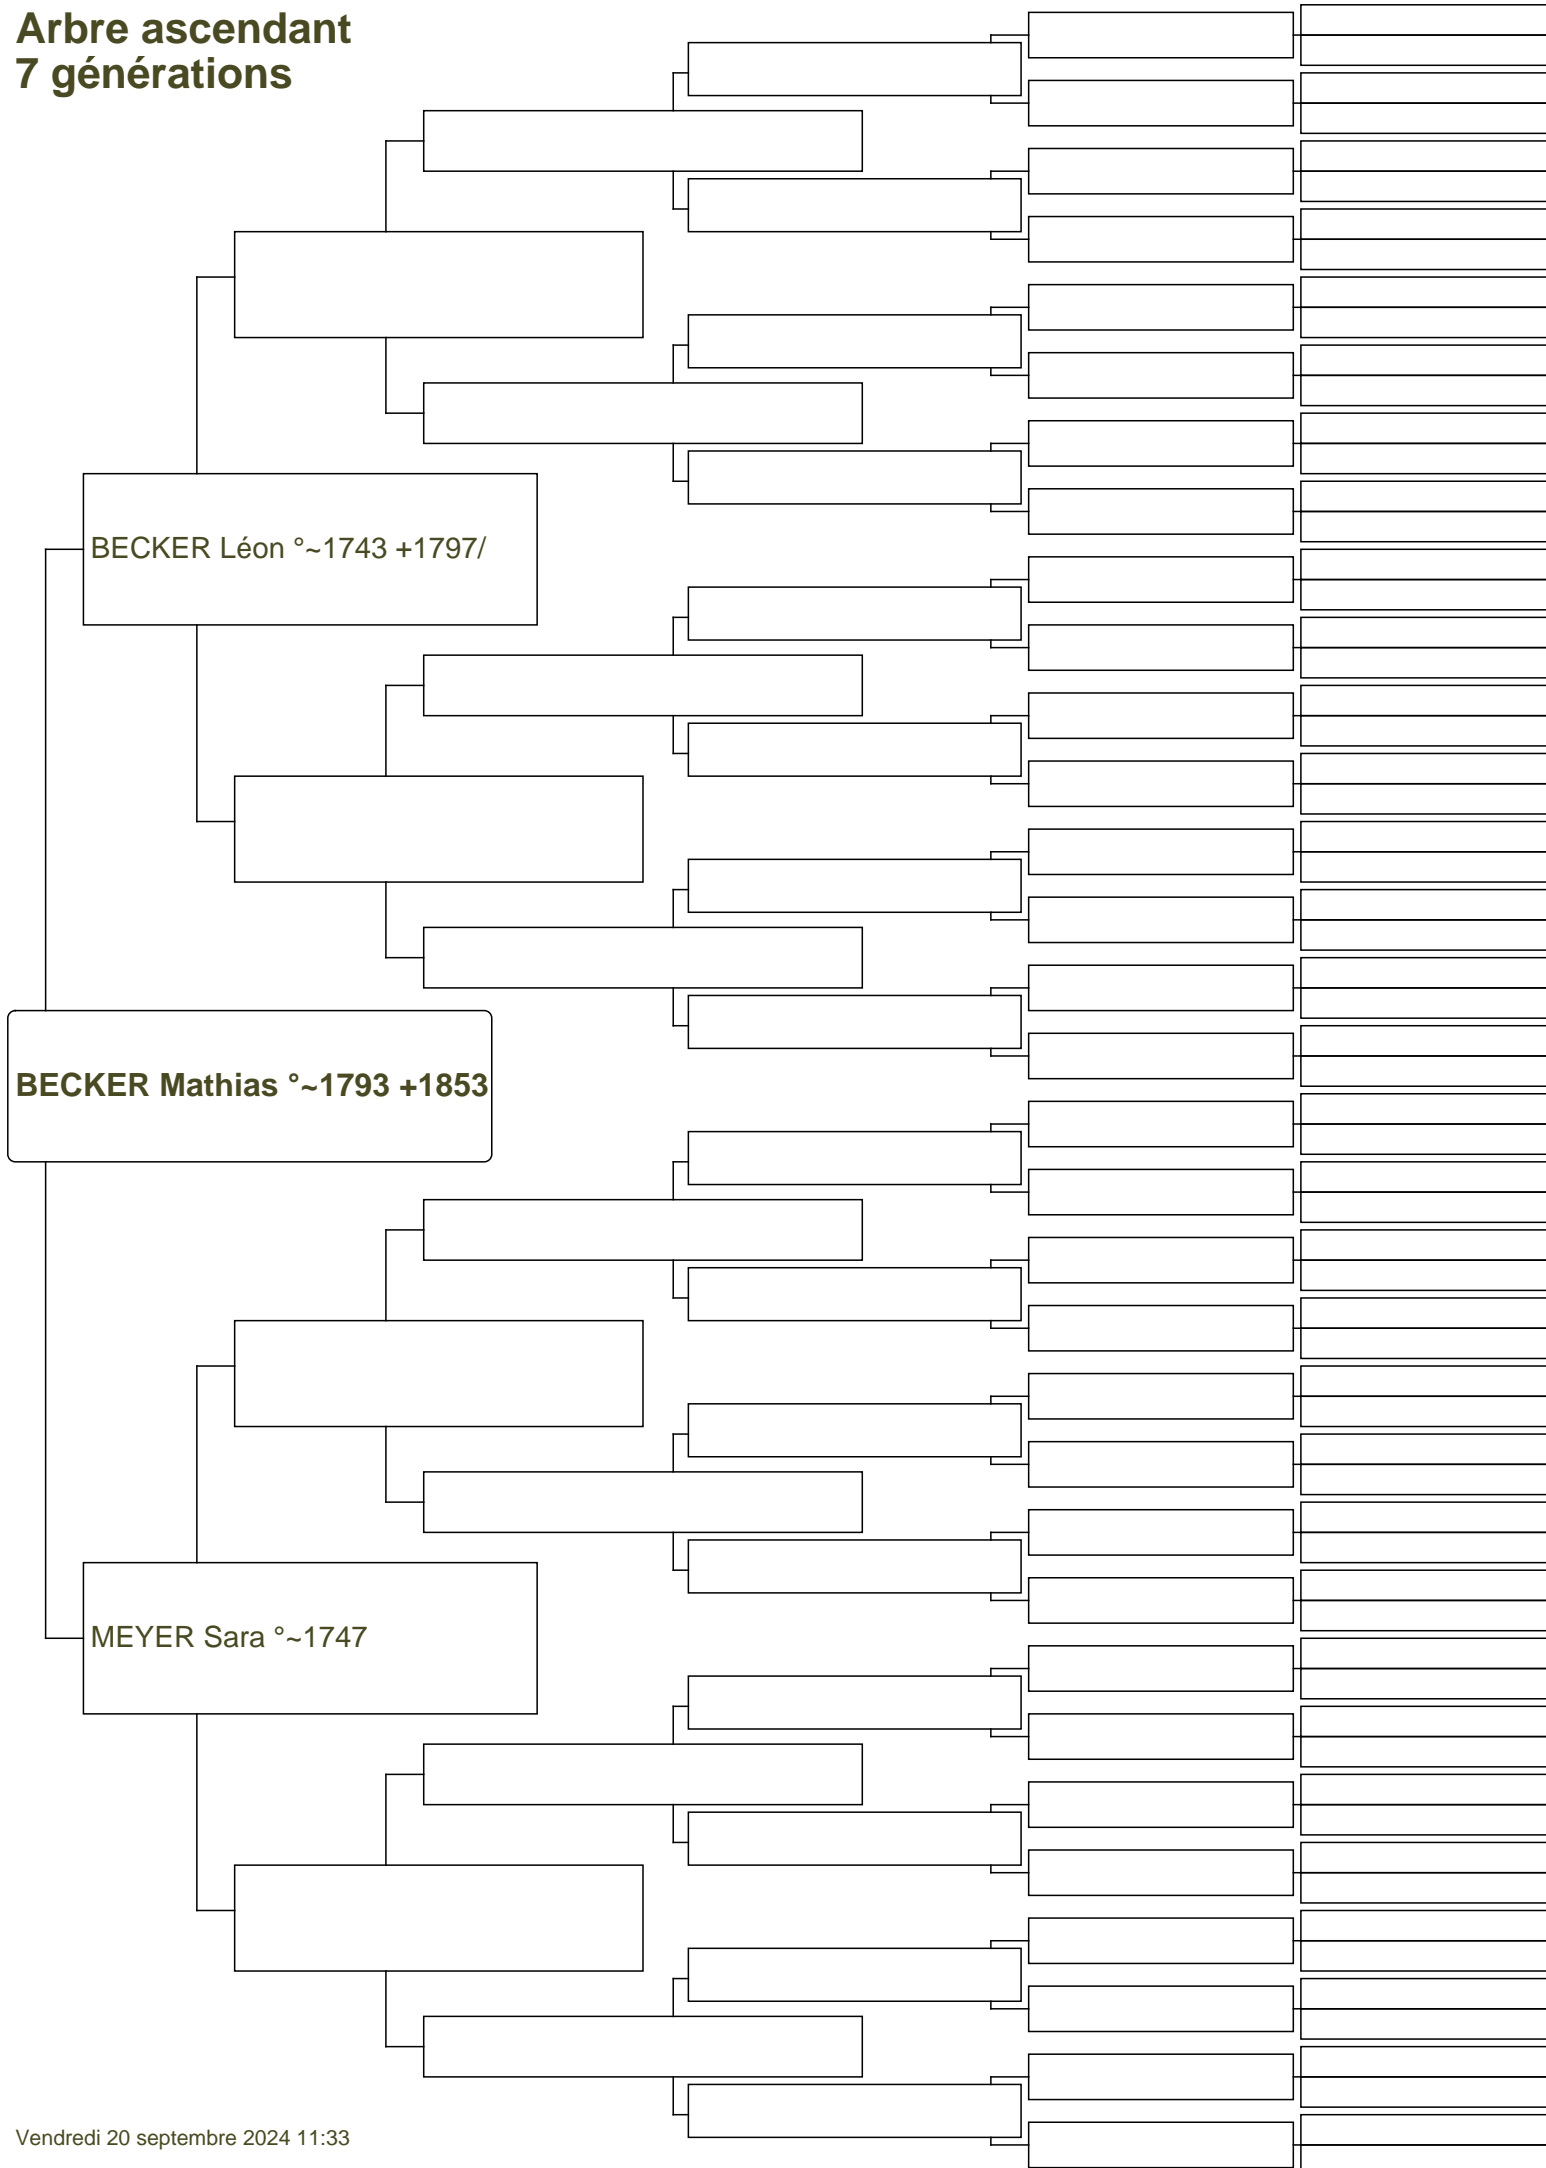 Arbre ascendant
7 générations
BECKER Léon °~1743 +1797/
BECKER Mathias °~1793 +1853
MEYER Sara °~1747
Vendredi 20 septembre 2024 11:33